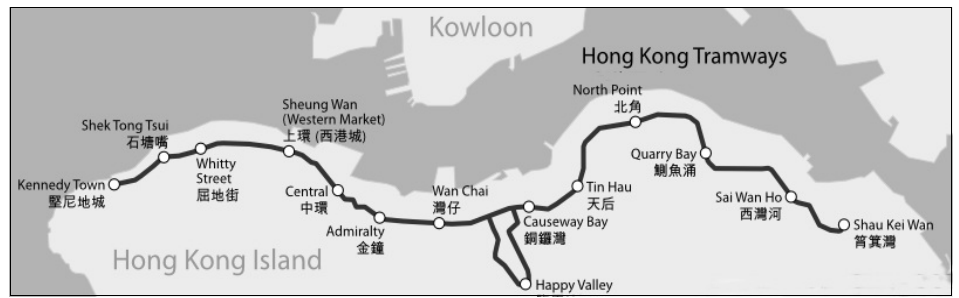 Kowloon
Hong Kong Tramways
North Point
北角
Sheung Wan
(Western Market)
上環 (西港城)
Shek Tong Tsui
石塘嘴
Whitty
Street
屈地街
Kennedy Town
堅尼地城
Central
中環
Admiralty
金鐘
Wan Chai
灣仔
Causeway Bay
銅鑼灣
Tin Hau
天后
Quarry Bay
鰂魚涌
Sai Wan Ho
西灣河
Shau Kei Wan
筲箕灣
Hong Kong Island
Happy Valley